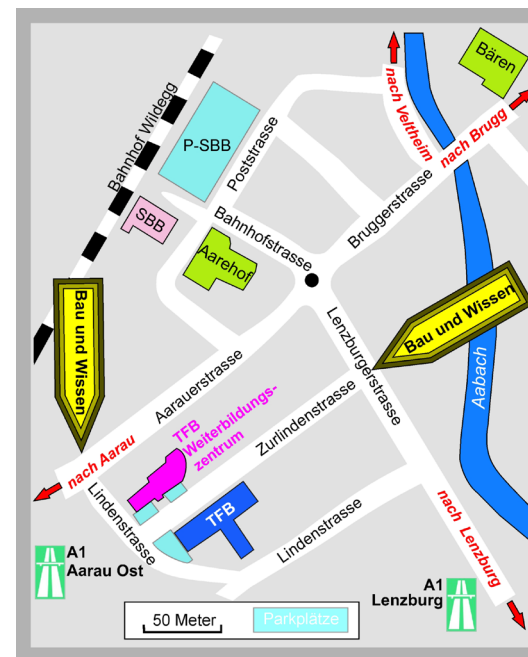 Bären
nach Veltheim
nach Brugg
Bahnhof Wildegg
P-SBB
Poststrasse
SBB
Bahnhofstrasse
Bruggerstrasse
Aarehof
Bau und Wissen
Bau und Wissen
Aabach
Lenzburgerstrasse
Aarauerstrasse
TFB
Weiterbildungs-
zentrum
Zurlindenstrasse
nach Aarau
Lindenstrasse
TFB
Lindenstrasse
nach Lenzburg
A1
Aarau Ost
A1
Lenzburg
50 Meter
Parkplätze